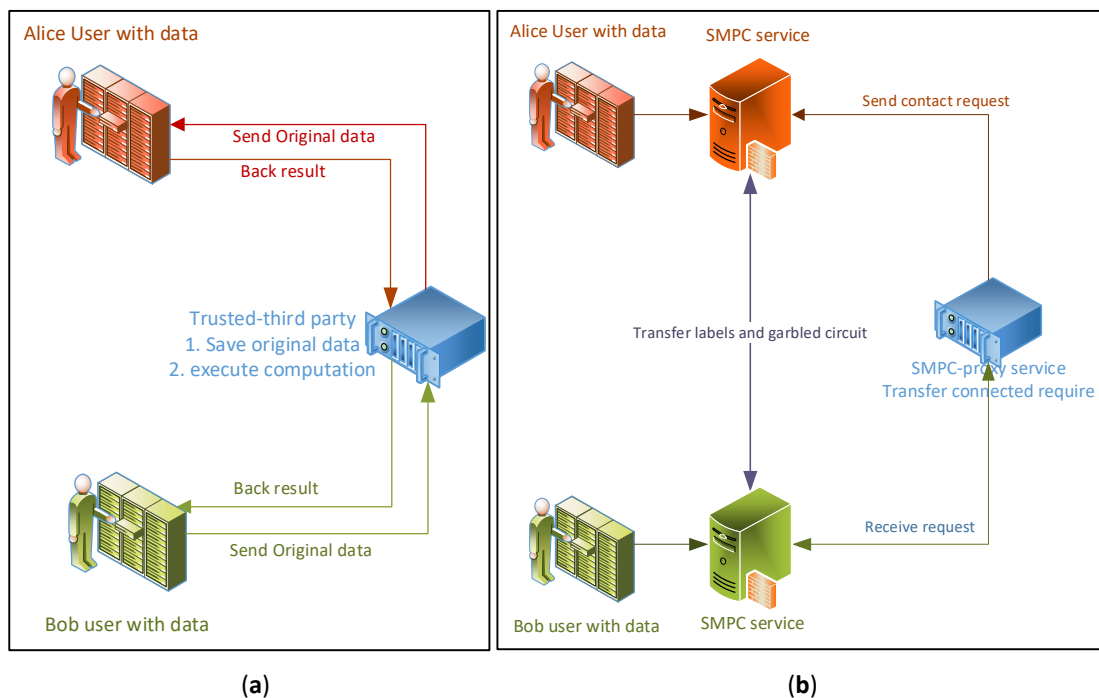 Alice User with data
Send Original data
Back result
Trusted-third party
1. Save original data
2. execute computation
Back result
Send Original data
Bob user with data
(a)
Alice User with data
SMPC service
Send contact request
Transfer labels and garbled circuit
SMPC-proxy service
Transfer connected require
Receive request
Bob user with data
SMPC service
(b)